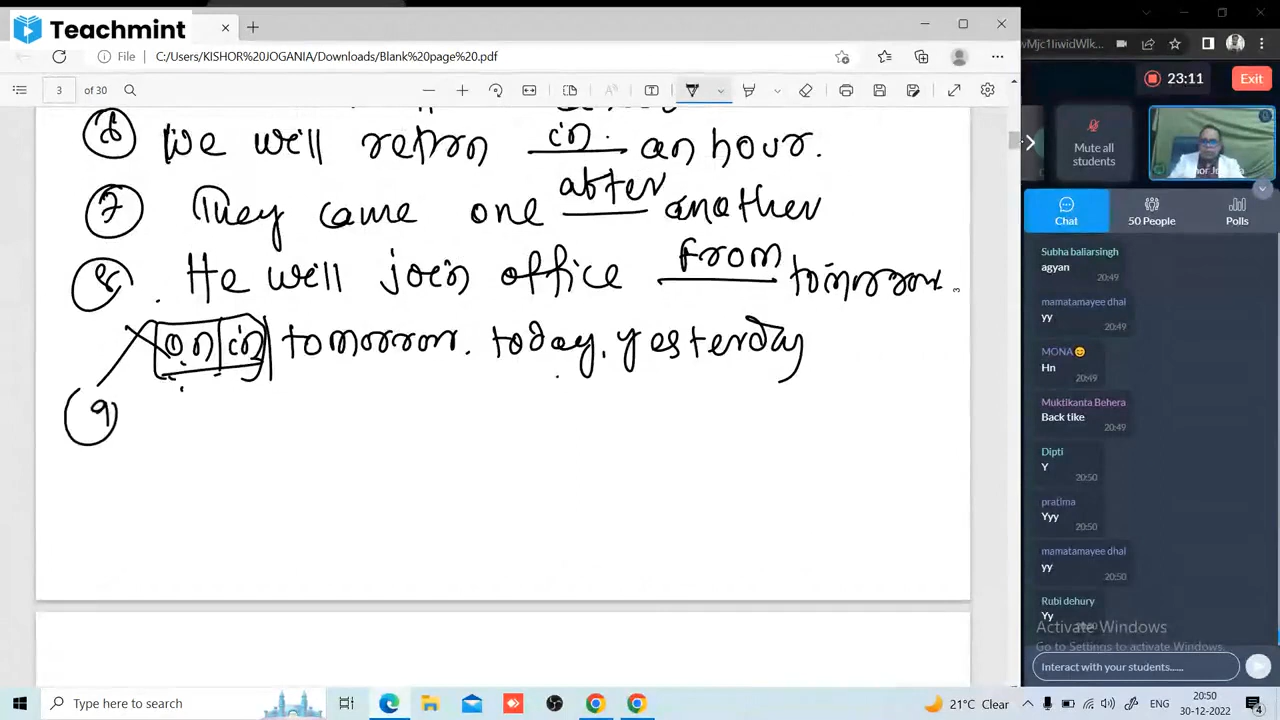 Teachmint
File C:/Users/KISHOR%20JOGANIA/Downloads/Blank%20page%20.pdf
wMjc1IiwidWlk
23:11 Exit
3 of 30
6 We will return in an hour.
7 They came one after another
8. He will join office from tomorrow.
on in tomorrow. today, yesterday
9
Mute all students
Chat 50 People Polls
Subha baliarsingh
agyan
20:49
mamatamayee dhal
yy
20:49
MONA😊
Hn
20:49
Muktikanta Behera
Back tike
20:49
Dipti
Y
20:50
pratima
Yyy
20:50
mamatamayee dhal
yy
20:50
Rubi dehury
Yy
Activate Windows
Go to Settings to activate Windows.
Interact with your students......
Type here to search
21°C Clear
ENG
20:50
30-12-2022
4